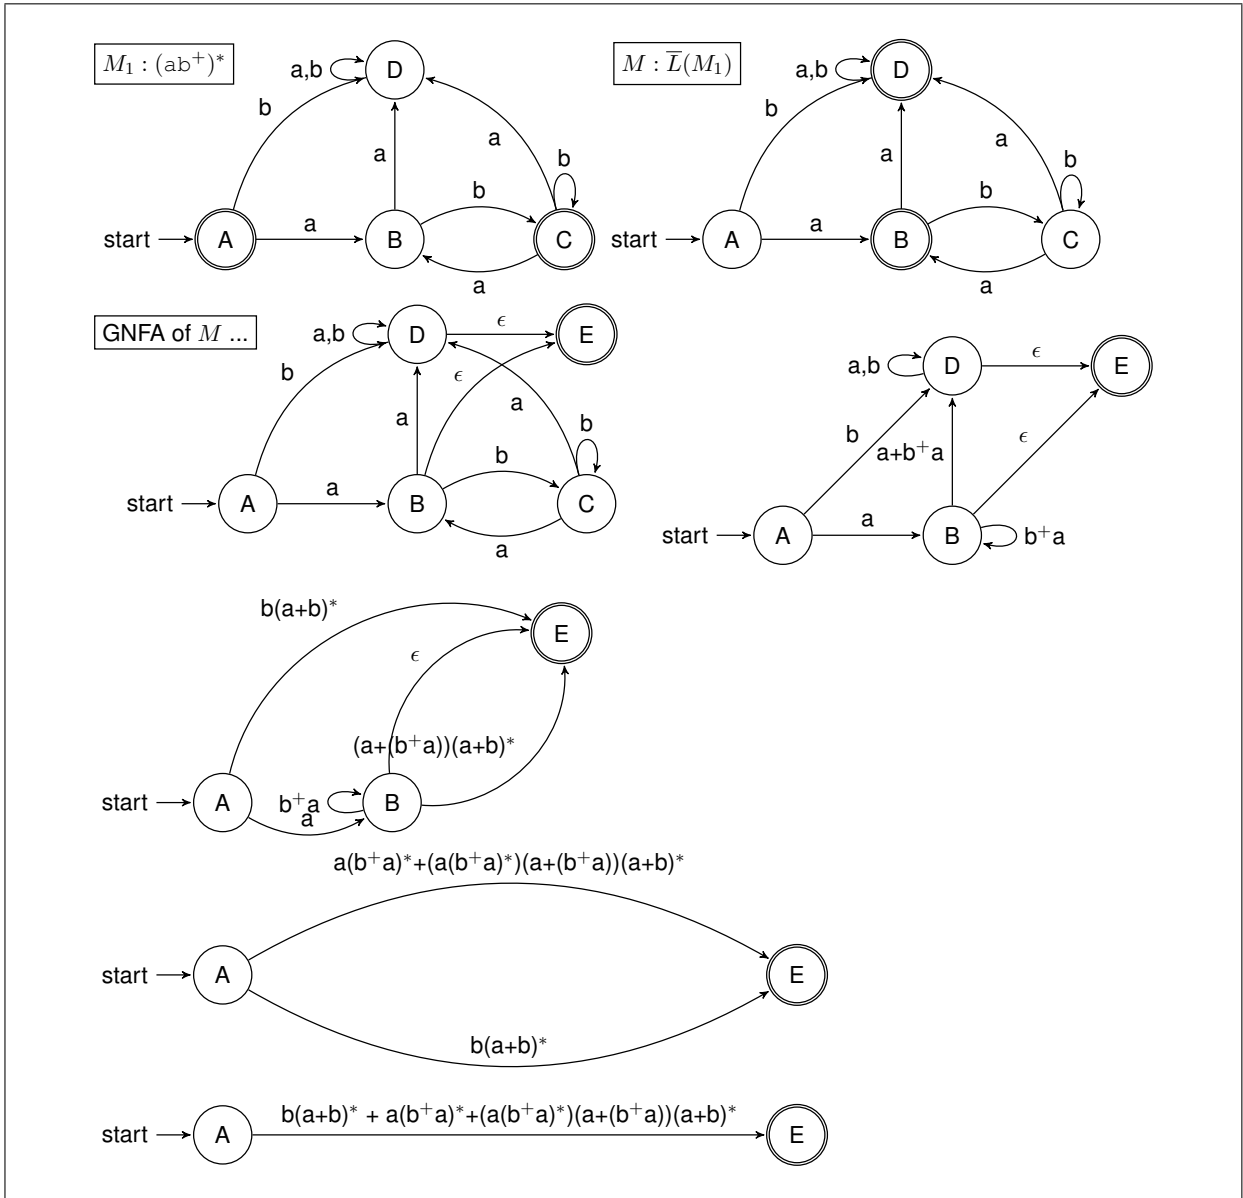 M₁ : (ab⁺)*
a,b
D
b
a
a
b
start
A
a
B
b
C
a
M : L̅(M₁)
a,b
D
b
a
a
b
start
A
a
B
b
C
a
GNFA of M ...
a,b
D
ϵ
E
b
ϵ
a
a
b
start
A
a
B
b
C
a
a,b
D
ϵ
E
b
a+b⁺a
ϵ
start
A
a
B
b⁺a
b(a+b)*
E
ϵ
(a+(b⁺a))(a+b)*
start
A
b⁺a
a
B
a(b⁺a)*+(a(b⁺a)*)(a+(b⁺a))(a+b)*
start
A
E
b(a+b)*
b(a+b)* + a(b⁺a)*+(a(b⁺a)*)(a+(b⁺a))(a+b)*
start
A
E